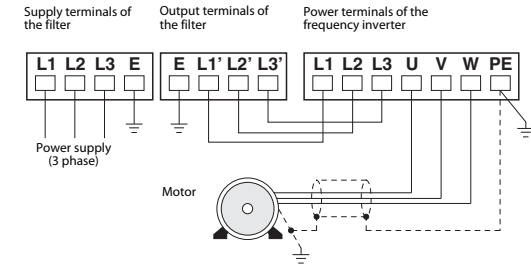 Supply terminals of
the filter
Output terminals of
the filter
Power terminals of the
frequency inverter
L1 L2 L3 E
E L1’ L2’ L3’
L1 L2 L3 U V W PE
Power supply
(3 phase)
Motor